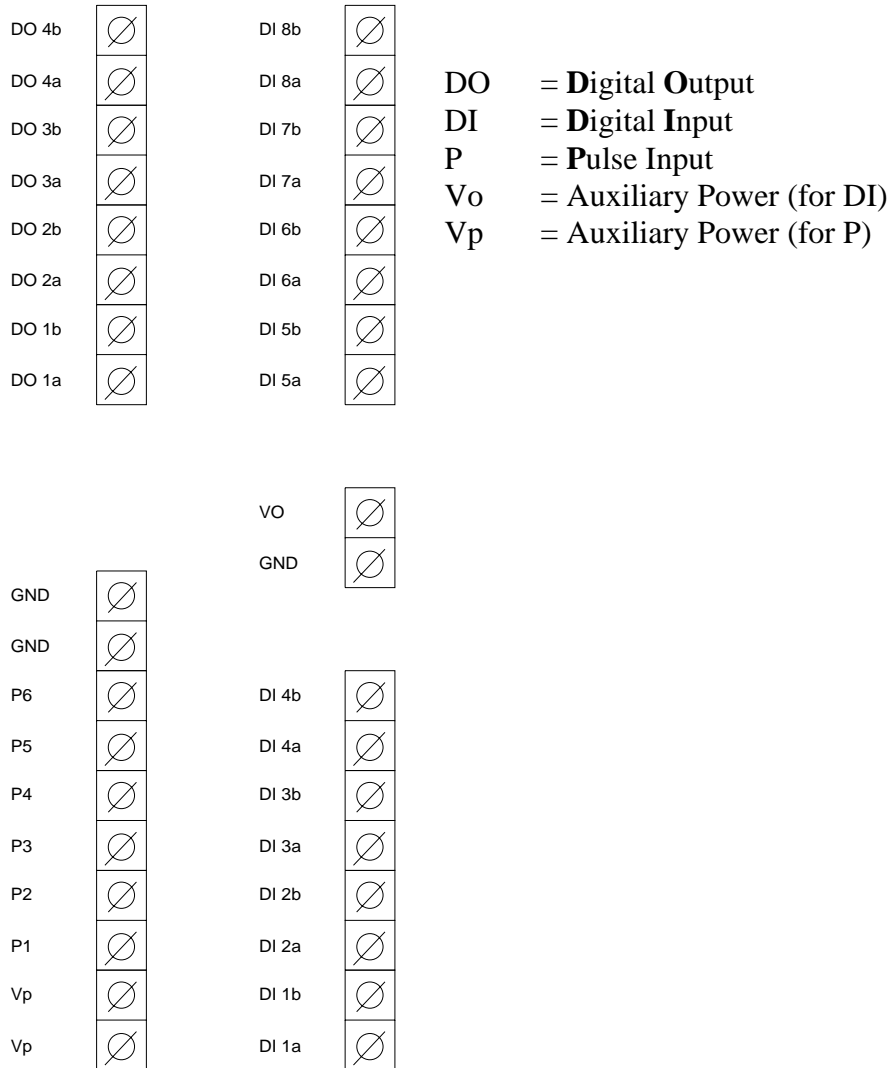 DO 4b DI 8b
DO 4a DI 8a
DO 3b DI 7b
DO 3a DI 7a
DO 2b DI 6b
DO 2a DI 6a
DO 1b DI 5b
DO 1a DI 5a
DO = Digital Output
DI = Digital Input
P = Pulse Input
Vo = Auxiliary Power (for DI)
Vp = Auxiliary Power (for P)
VO
GND
GND
GND
P6 DI 4b
P5 DI 4a
P4 DI 3b
P3 DI 3a
P2 DI 2b
P1 DI 2a
Vp DI 1b
Vp DI 1a